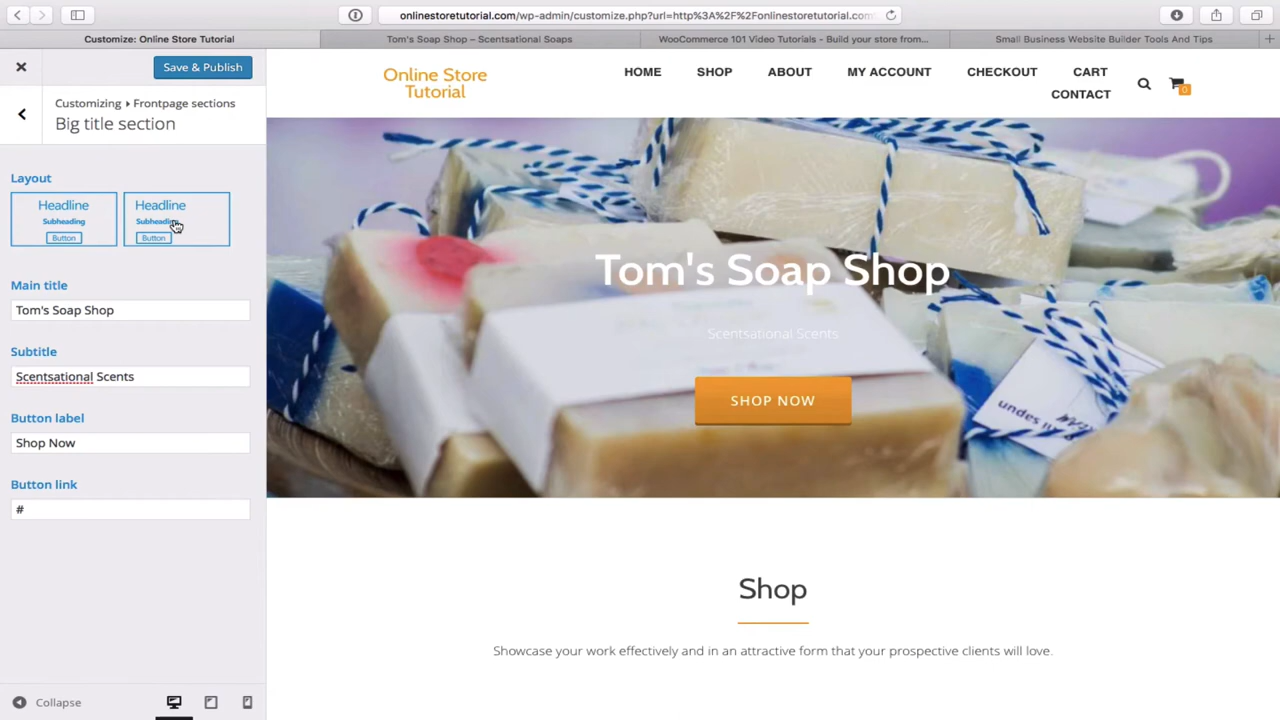 onlinestoretutorial.com/wp-admin/customize.php?url=http%3A%2F%2Fonlinestoretutorial.com
Customize: Online Store Tutorial
Tom's Soap Shop – Scentsational Soaps
WooCommerce 101 Video Tutorials - Build your store from...
Small Business Website Builder Tools And Tips
Save & Publish
Customizing ▸ Frontpage sections
Big title section
Layout
Headline
Subheading
Button
Headline
Subheading
Button
Main title
Tom's Soap Shop
Subtitle
Scentsational Scents
Button label
Shop Now
Button link
#
Collapse
Online Store
Tutorial
HOME
SHOP
ABOUT
MY ACCOUNT
CHECKOUT
CART
CONTACT
0
Tom's Soap Shop
Scentsational Scents
SHOP NOW
Shop
Showcase your work effectively and in an attractive form that your prospective clients will love.